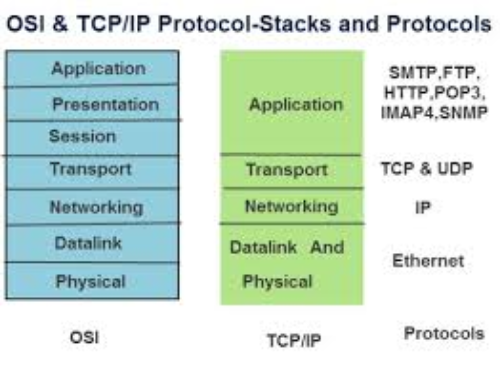 OSI & TCP/IP Protocol-Stacks and Protocols
Application
Presentation
Session
Transport
Networking
Datalink
Physical
OSI
Application
Transport
Networking
Datalink And
Physical
TCP/IP
SMTP,FTP,
HTTP,POP3,
IMAP4,SNMP
TCP & UDP
IP
Ethernet
Protocols